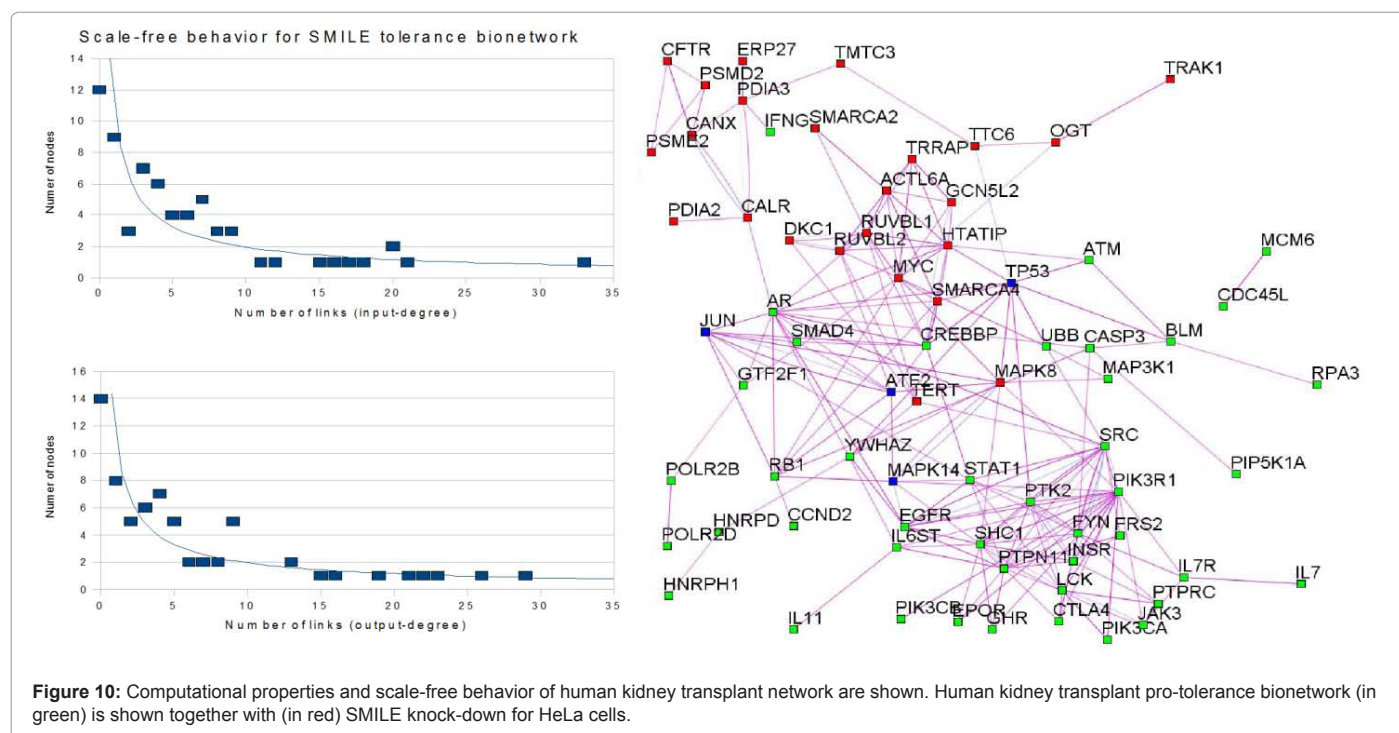 Scale-free behavior for SMILE tolerance bionetwork
Numer of nodes
14
12
10
8
6
4
2
0
0 5 10 15 20 25 30 35
Number of links (input-degree)
Number of nodes
16
14
12
10
8
6
4
2
0
0 5 10 15 20 25 30 35
Number of links (output-degree)
CFTR
ERP27
TMTC3
TRAK1
PSMD2
PDIA3
CANX
IFNG
SMARCA2
TTC6
OGT
PSME2
TRRAP
ACTL6A
GCN5L2
PDIA2
CALR
DKC1
RUVBL1
RUVBL2
HTATIP
ATM
MCM6
MYC
TP53
CDC45L
AR
SMARCA4
JUN
SMAD4
CREBBP
UBB
CASP3
BLM
GTF2F1
ATF2
MAPK8
MAP3K1
RPA3
TERT
YWHAZ
SRC
POLR2B
RB1
MAPK14
STAT1
PTK2
PIK3R1
PIP5K1A
HNRPD
CCND2
EGFR
FYN
FRS2
POLR2D
IL6ST
SHC1
INSR
PTPN11
IL7R
IL7
HNRPH1
LCK
PTPRC
IL11
PIK3CB
EPOR
GHR
CTLA4
JAK3
PIK3CA
Figure 10: Computational properties and scale-free behavior of human kidney transplant network are shown. Human kidney transplant pro-tolerance bionetwork (in
green) is shown together with (in red) SMILE knock-down for HeLa cells.